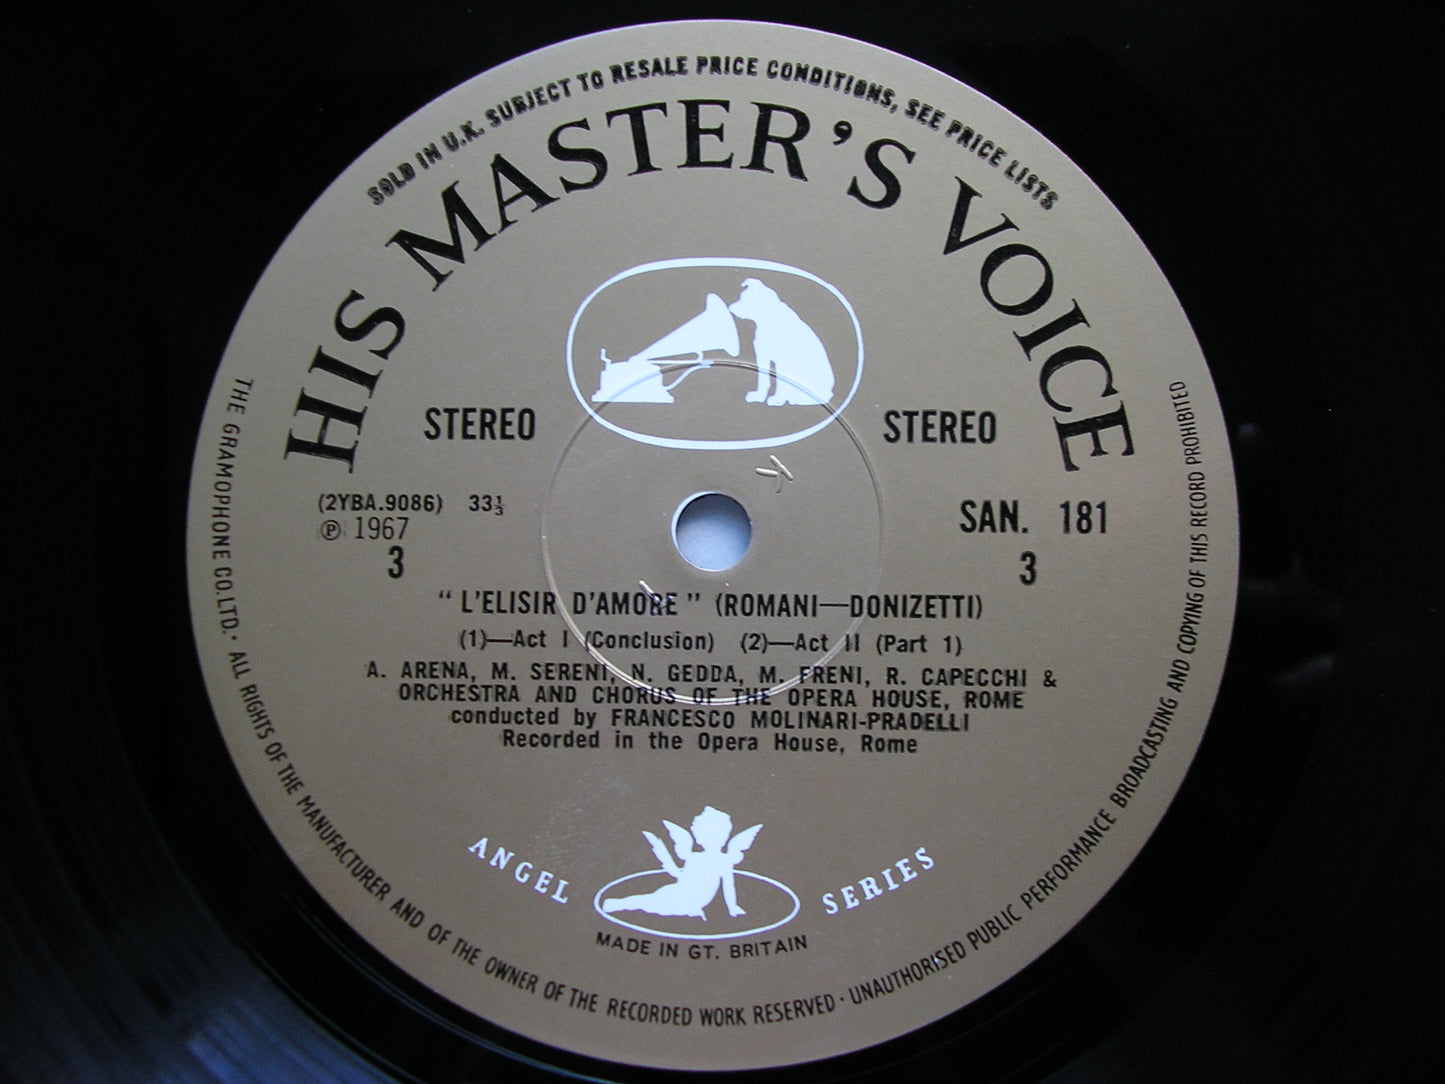 SOLD IN U.K. SUBJECT TO RESALE PRICE CONDITIONS, SEE PRICE LISTS
HIS MASTER'S VOICE
STEREO STEREO
(2YBA.9086) 33⅓
Ⓟ 1967
3
SAN. 181
3
" L'ELISIR D'AMORE " (ROMANI—DONIZETTI)
(1)—Act I (Conclusion) (2)—Act II (Part 1)
A. ARENA, M. SERENI, N. GEDDA, M. FRENI, R. CAPECCHI &
ORCHESTRA AND CHORUS OF THE OPERA HOUSE, ROME
conducted by FRANCESCO MOLINARI-PRADELLI
Recorded in the Opera House, Rome
ANGEL SERIES
MADE IN GT. BRITAIN
THE GRAMOPHONE CO. LTD. · ALL RIGHTS OF THE MANUFACTURER AND OF THE OWNER OF THE RECORDED WORK RESERVED · UNAUTHORISED PUBLIC PERFORMANCE BROADCASTING AND COPYING OF THIS RECORD PROHIBITED